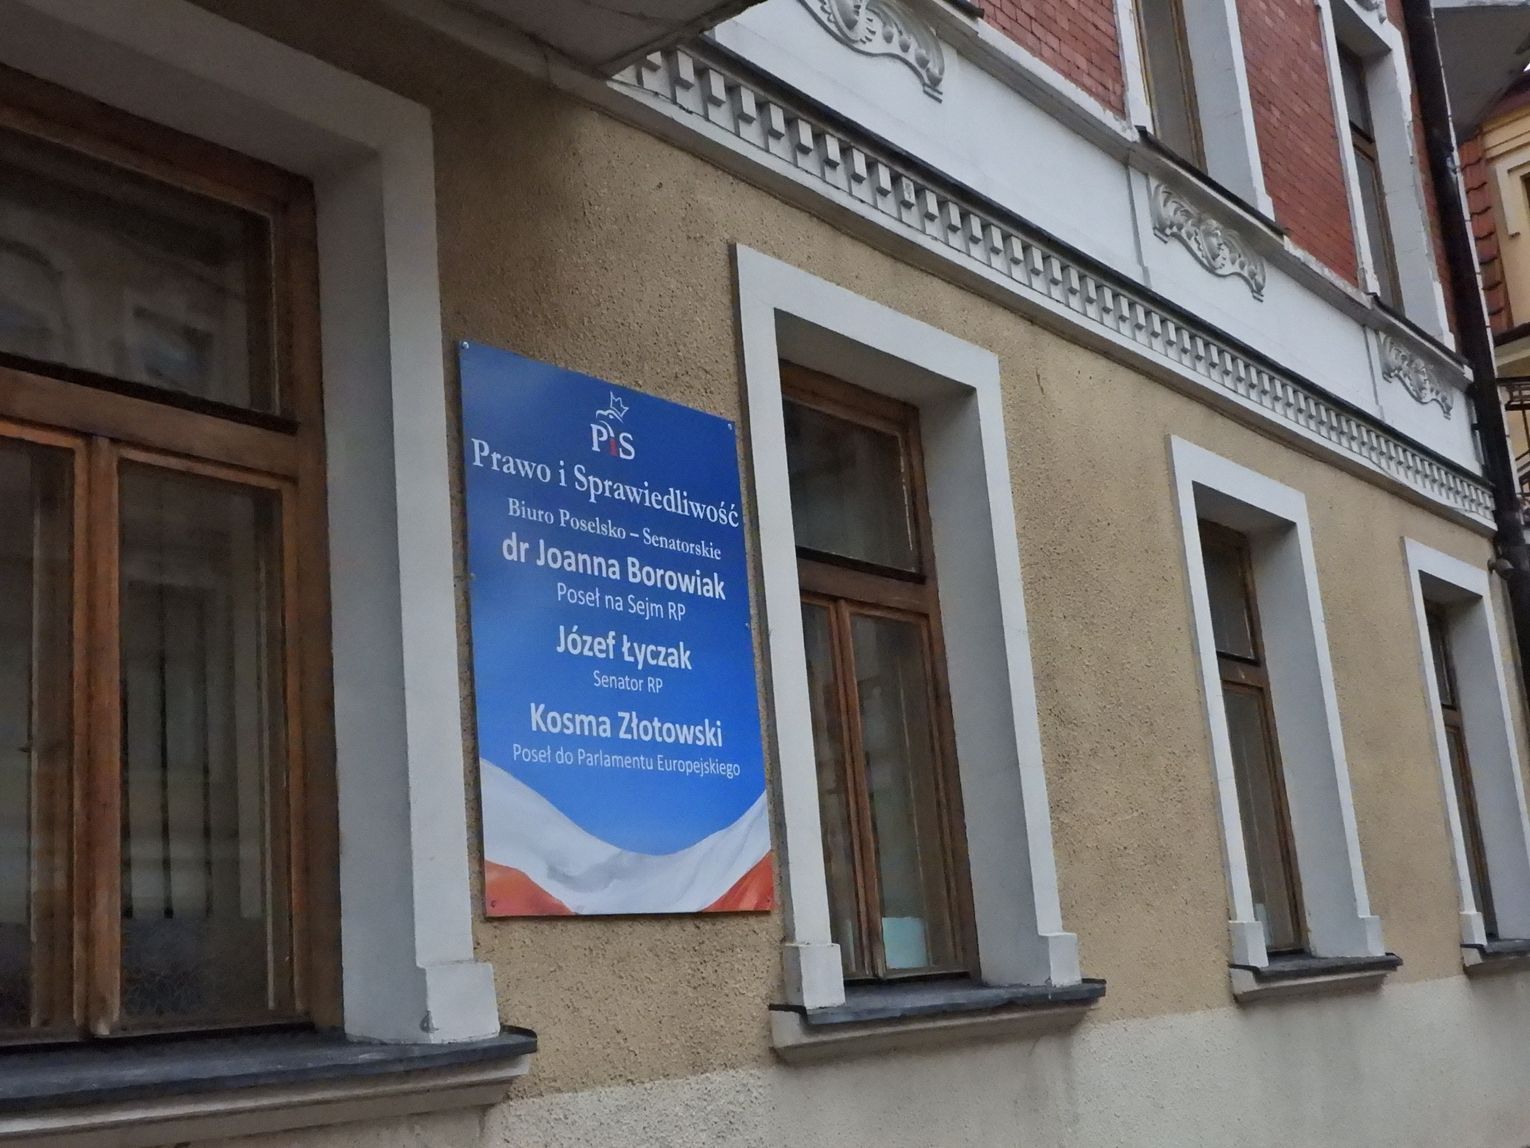 PiS
Prawo i Sprawiedliwość
Biuro Poselsko – Senatorskie
dr Joanna Borowiak
Poseł na Sejm RP
Józef Łyczak
Senator RP
Kosma Złotowski
Poseł do Parlamentu Europejskiego